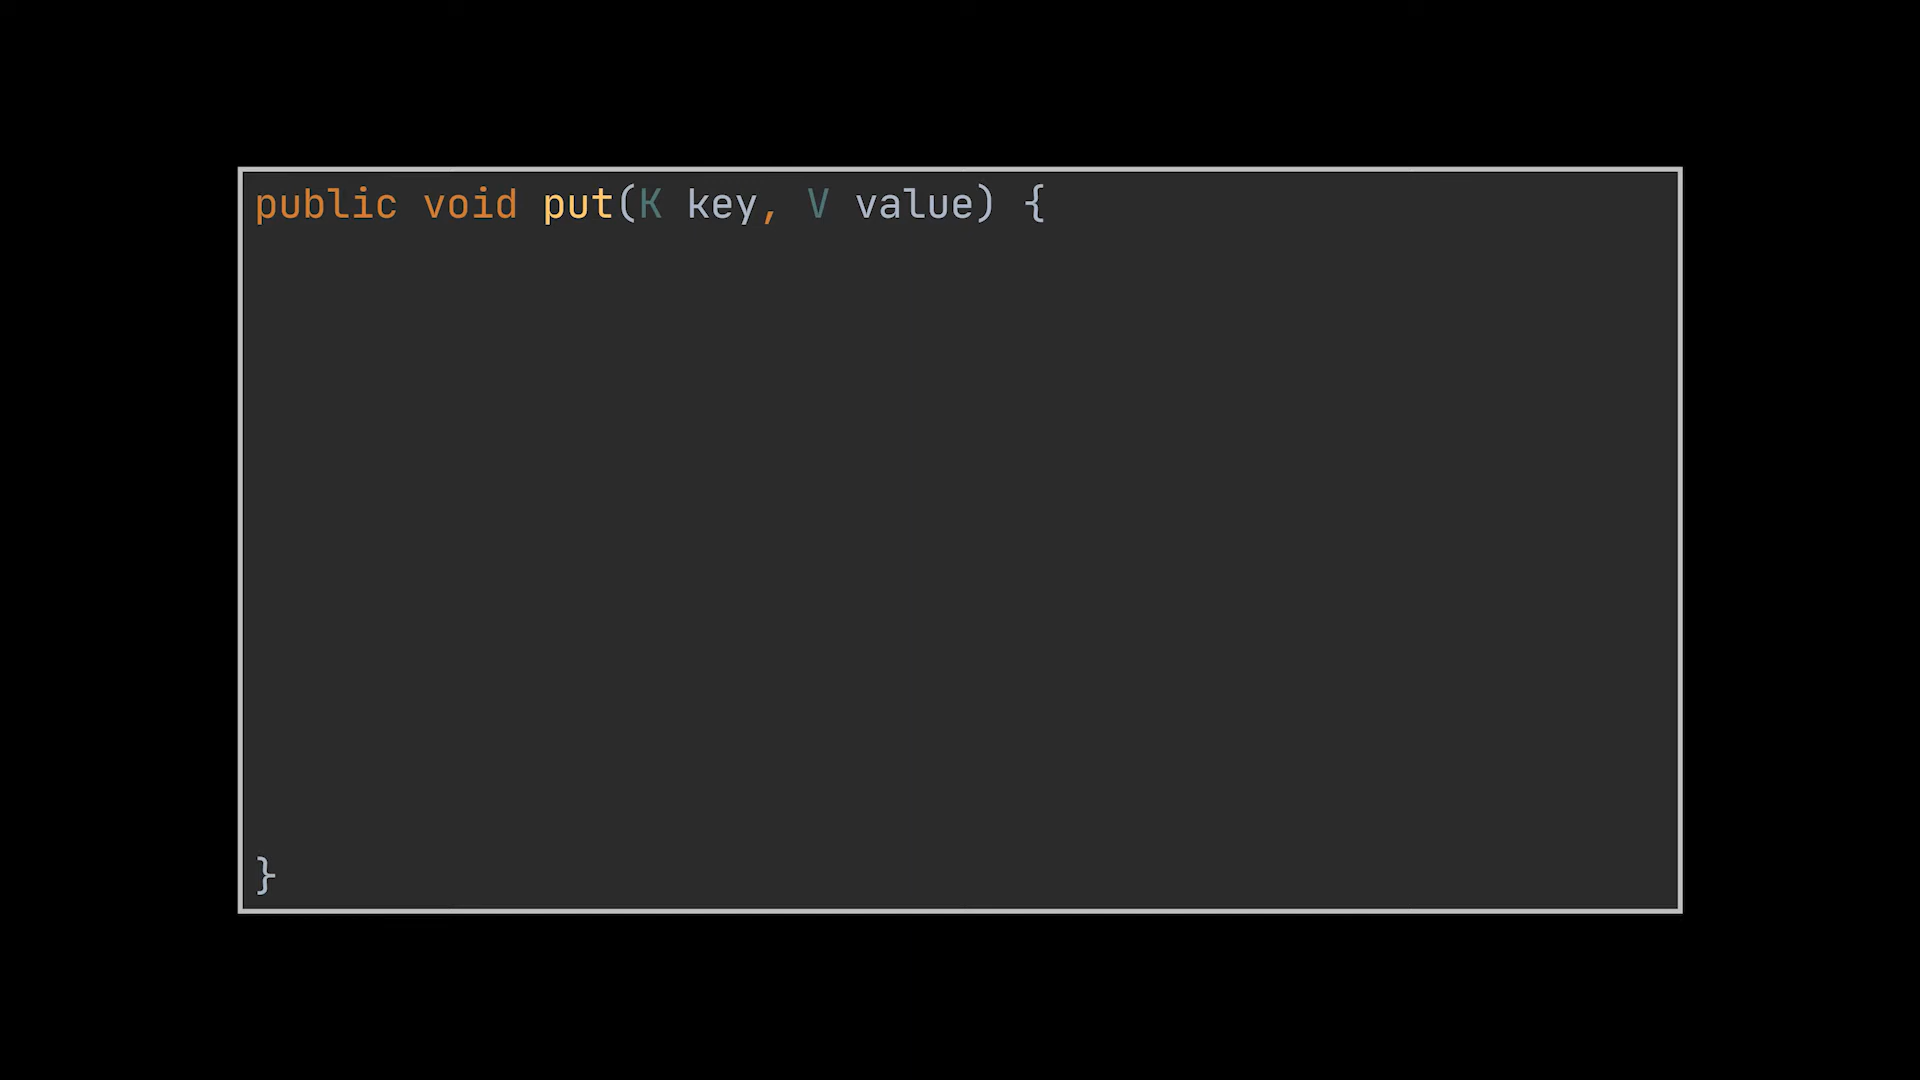 public void put(K key, V value) {
}